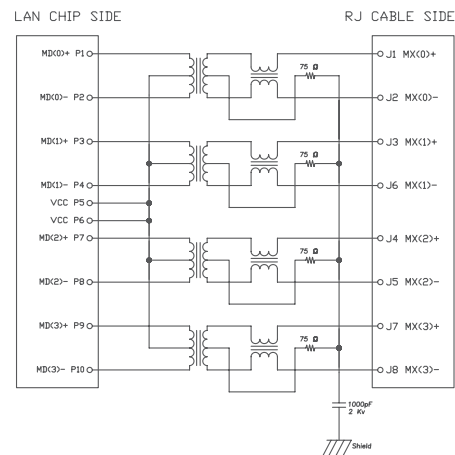 LAN CHIP SIDE
RJ CABLE SIDE
MD(0)+ P1
75 Ω
J1 MX(0)+
MD(0)- P2
J2 MX(0)-
MD(1)+ P3
75 Ω
J3 MX(1)+
MD(1)- P4
J6 MX(1)-
VCC P5
VCC P6
MD(2)+ P7
75 Ω
J4 MX(2)+
MD(2)- P8
J5 MX(2)-
MD(3)+ P9
75 Ω
J7 MX(3)+
MD(3)- P10
J8 MX(3)-
1000pF
2 Kv
Shield